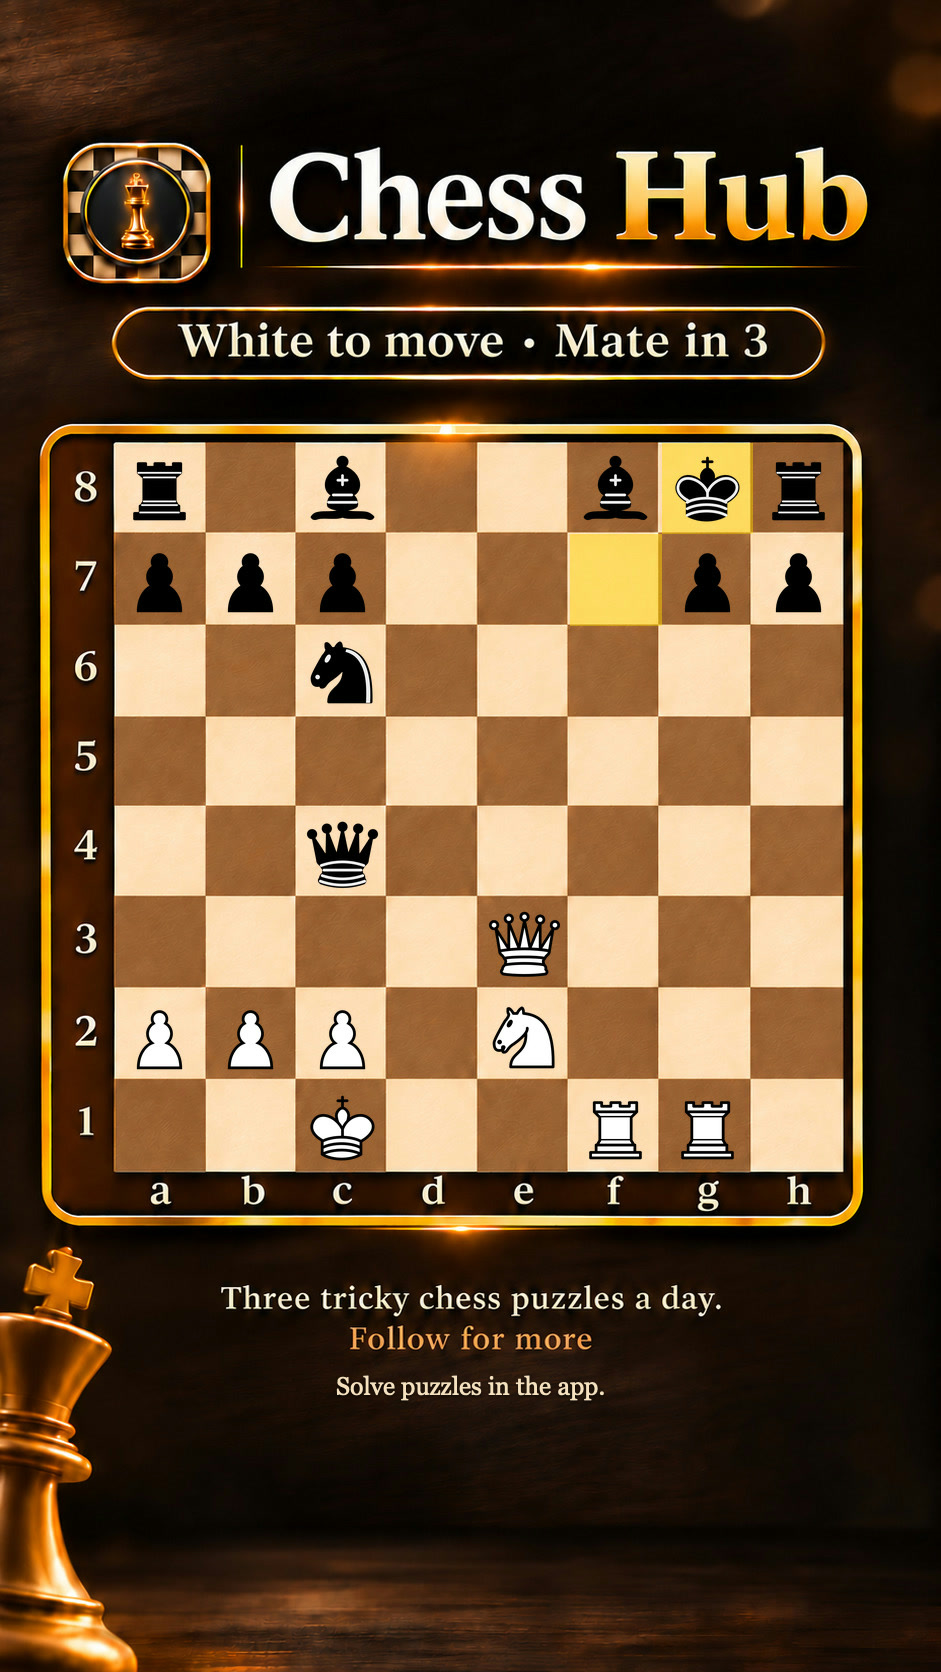 Chess Hub
White to move • Mate in 3
8
7
6
5
4
3
2
1
a b c d e f g h
Three tricky chess puzzles a day.
Follow for more
Solve puzzles in the app.